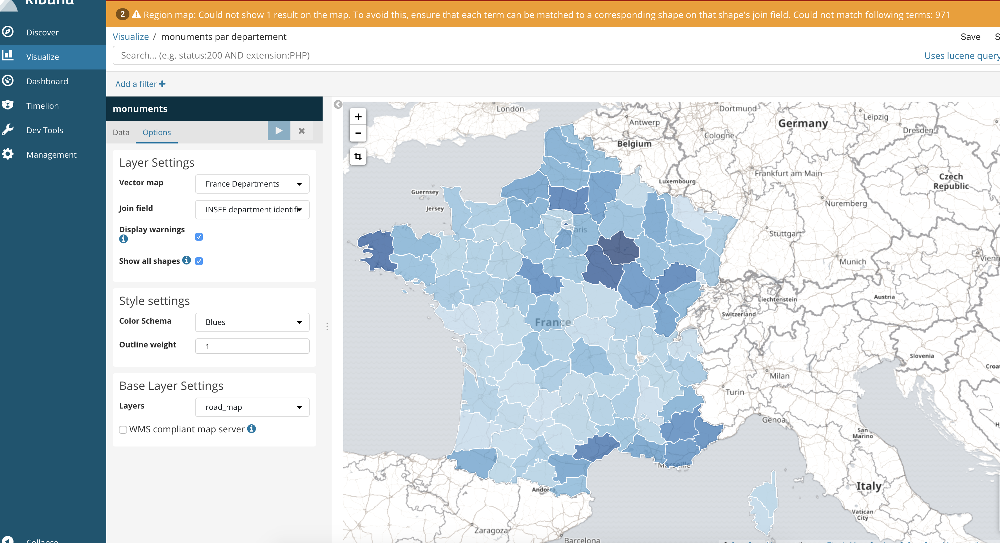 kibana
2 Region map: Could not show 1 result on the map. To avoid this, ensure that each term can be matched to a corresponding shape on that shape's join field. Could not match following terms: 971
Discover
Visualize
Dashboard
Timelion
Dev Tools
Management
Collapse
Visualize / monuments par departement
Save S
Search... (e.g. status:200 AND extension:PHP)
Uses lucene query
Add a filter
monuments
Data Options
Layer Settings
Vector map France Departments
Join field INSEE department identifi
Display warnings
Show all shapes
Style settings
Color Schema Blues
Outline weight 1
Base Layer Settings
Layers road_map
WMS compliant map server
London
Dortmund
Leipzig
Antwerp
Germany
Dresden
Cologne
Belgium
Frankfurt am Main
Luxembourg
Czech
Republic
Guernsey
Jersey
Nuremberg
Paris
Stuttgart
Munich
Vienn
Austria
Liechtenstein
Switzerland
France
Slovenia
Croat
Milan
Turin
Genoa
San
Marino
Marseille
Andorra
Italy
Vatican
City
Zaragoza
Barcelona